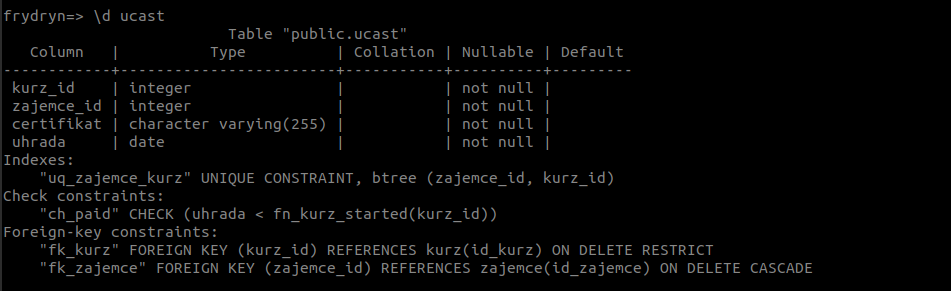 frydryn=> \d ucast
                          Table "public.ucast"
   Column   |          Type          | Collation | Nullable | Default
------------+------------------------+-----------+----------+---------
 kurz_id    | integer                |           | not null |
 zajemce_id | integer                |           | not null |
 certifikat | character varying(255) |           | not null |
 uhrada     | date                   |           | not null |
Indexes:
    "uq_zajemce_kurz" UNIQUE CONSTRAINT, btree (zajemce_id, kurz_id)
Check constraints:
    "ch_paid" CHECK (uhrada < fn_kurz_started(kurz_id))
Foreign-key constraints:
    "fk_kurz" FOREIGN KEY (kurz_id) REFERENCES kurz(id_kurz) ON DELETE RESTRICT
    "fk_zajemce" FOREIGN KEY (zajemce_id) REFERENCES zajemce(id_zajemce) ON DELETE CASCADE